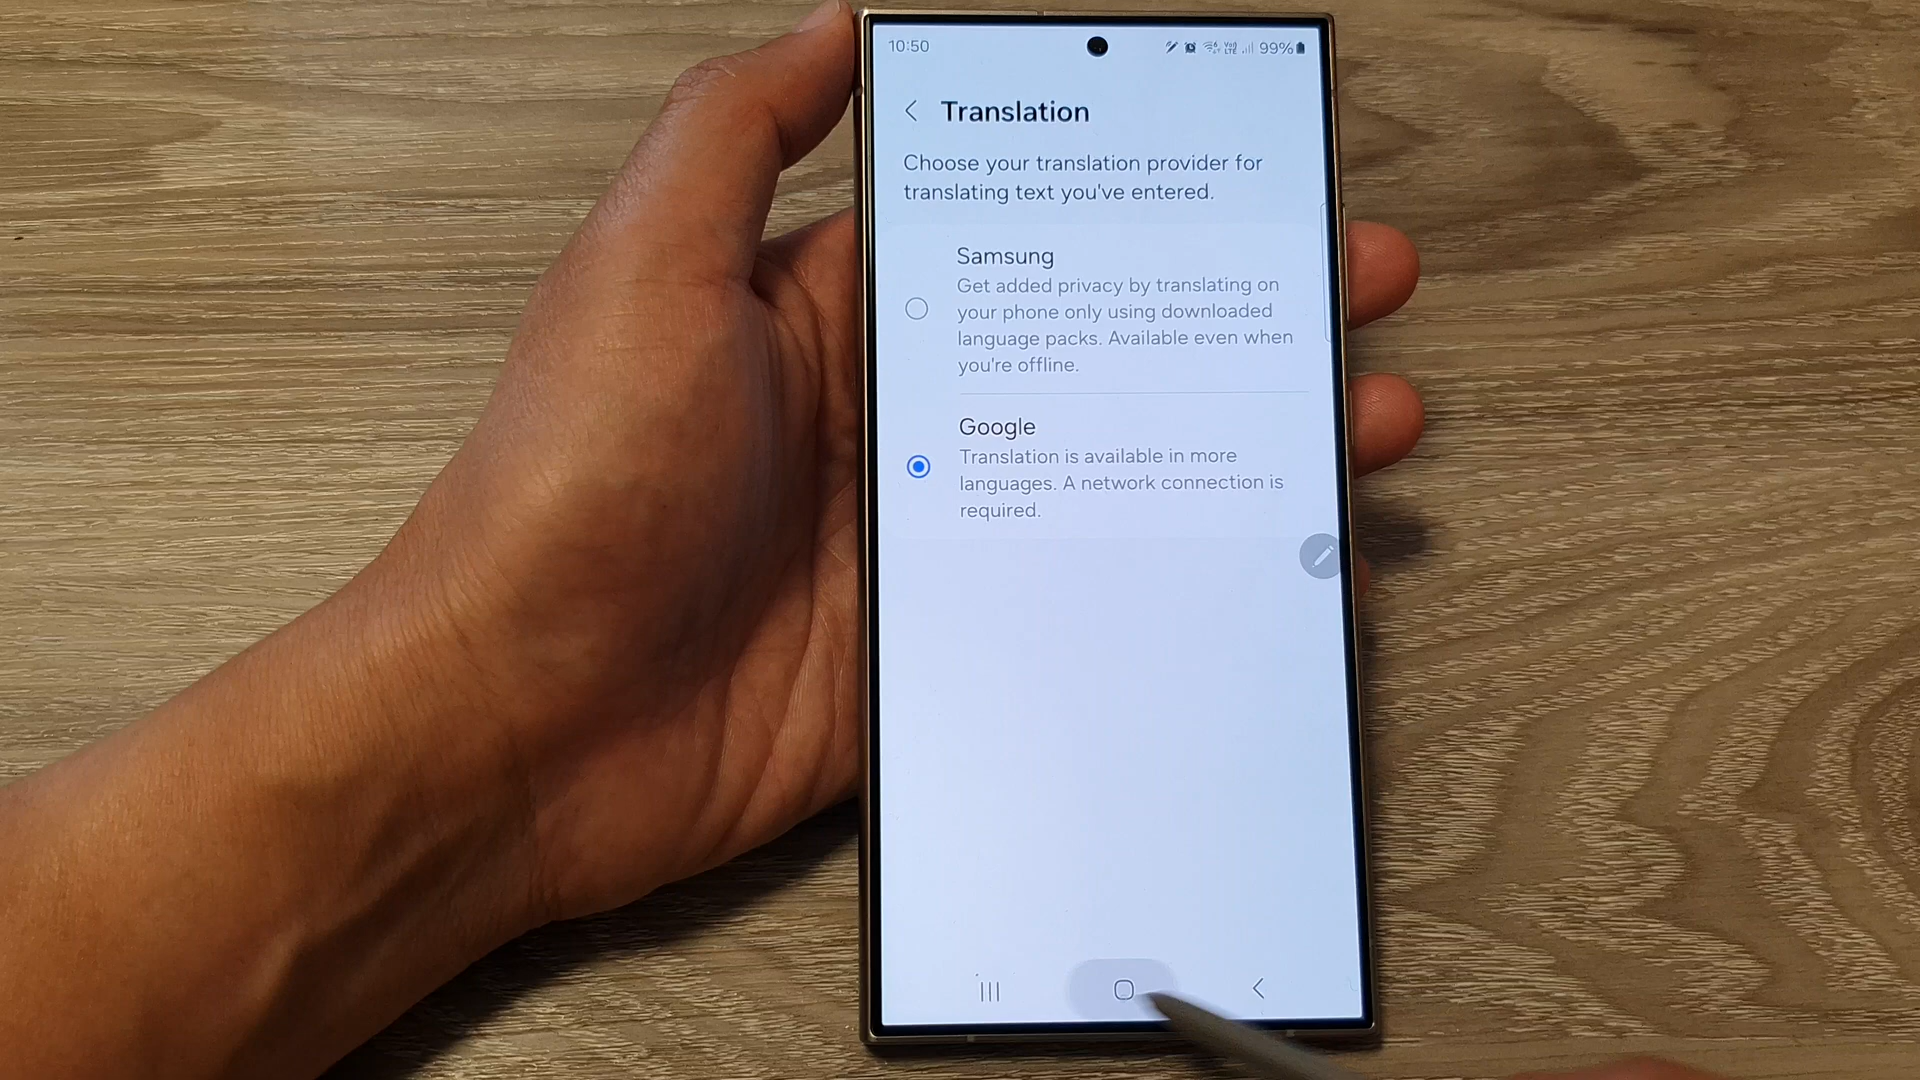 10:50
99%
Translation
Choose your translation provider for
translating text you've entered.
Samsung
Get added privacy by translating on
your phone only using downloaded
language packs. Available even when
you're offline.
Google
Translation is available in more
languages. A network connection is
required.